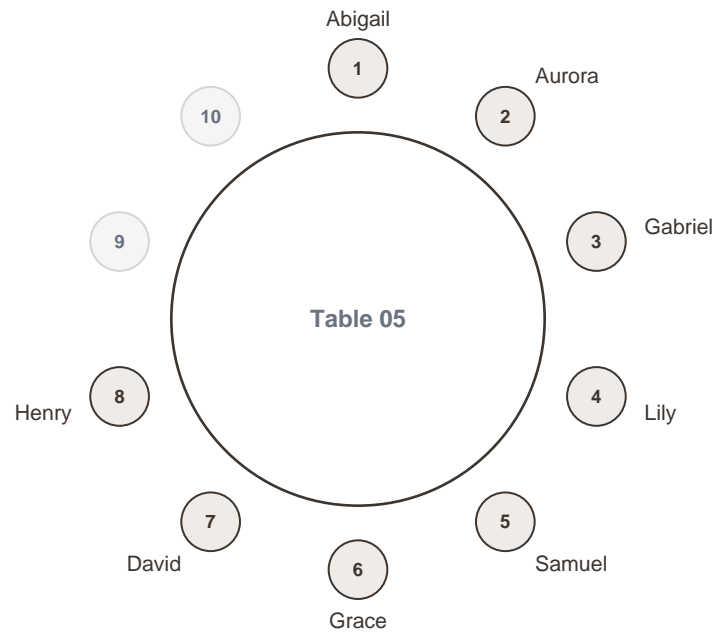 Abigail
1
10
2
Aurora
9
3
Gabriel
Table 05
Henry
8
4
Lily
7
David
5
Samuel
6
Grace